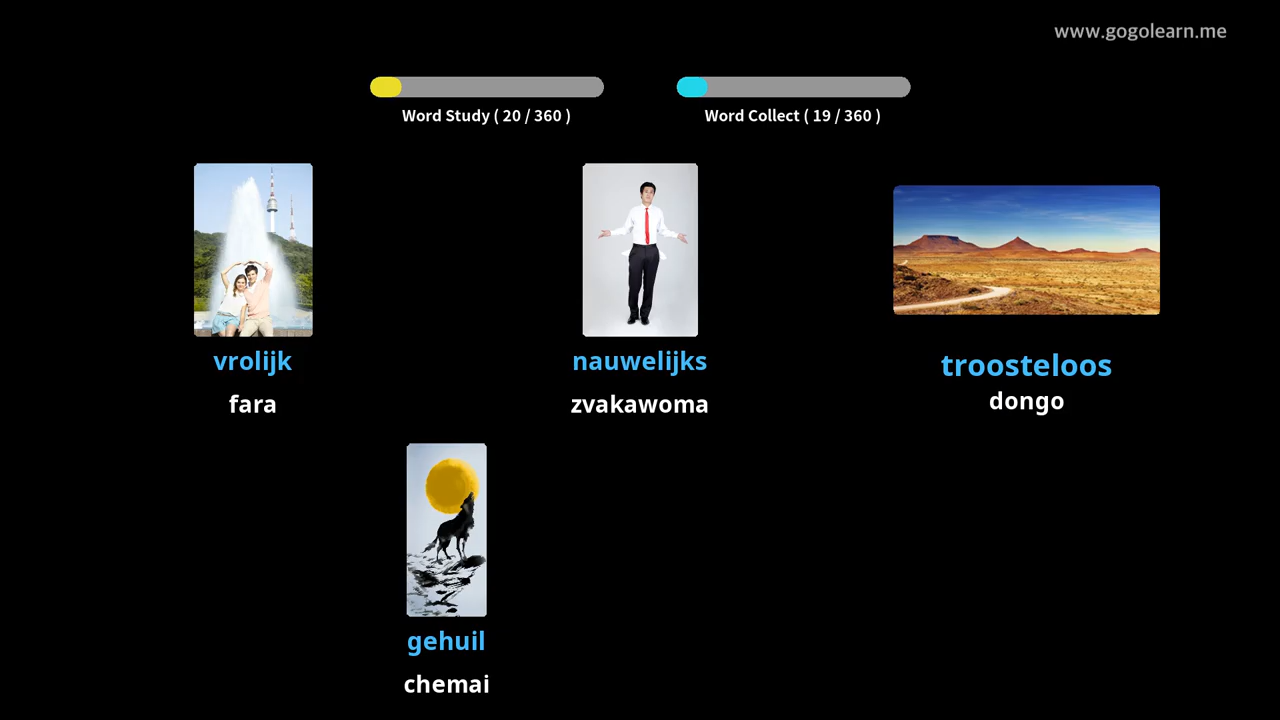 www.gogolearn.me
Word Study ( 20 / 360 )
Word Collect ( 19 / 360 )
vrolijk
fara
nauwelijks
zvakawoma
troosteloos
dongo
gehuil
chemai